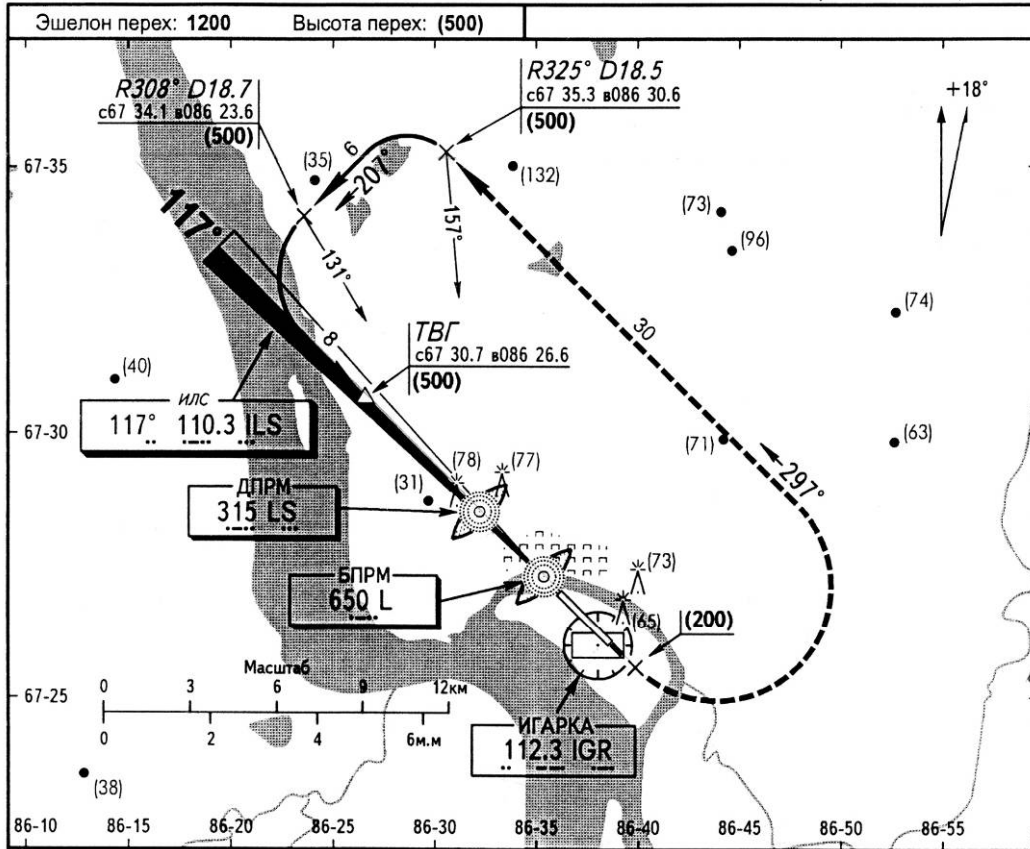 Эшелон перех: 1200 Высота перех: (500)
R308° D18.7
с67 34.1 в086 23.6
(500)
R325° D18.5
с67 35.3 в086 30.6
(500)
+18°
67-35
(35)
6
207°
(132)
(73)
(96)
117°
131°
157°
(74)
30
8
ТВГ
с67 30.7 в086 26.6
(500)
(40)
ИЛС
117° 110.3 ILS
67-30
(71)
(63)
297°
(31)
(78)
(77)
ДПРМ
315 LS
БПРМ
650 L
(73)
(65)
(200)
Масштаб
0 3 6 9 12км
0 2 4 6м.м
67-25
ИГАРКА
112.3 IGR
(38)
86-10 86-15 86-20 86-25 86-30 86-35 86-40 86-45 86-50 86-55